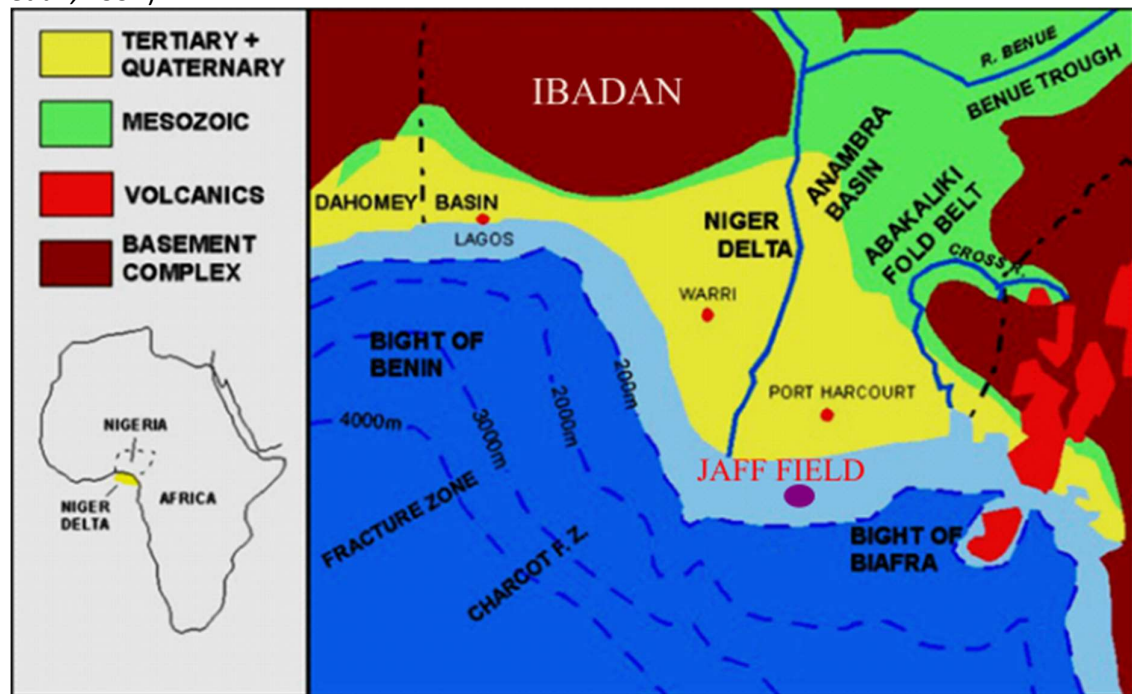 TERTIARY +
QUATERNARY
MESOZOIC
VOLCANICS
BASEMENT
COMPLEX
NIGERIA
NIGER
DELTA
AFRICA
IBADAN
R. BENUE
BENUE TROUGH
ANAMBRA
BASIN
ABAKALIKI
FOLD BELT
CROSS R.
DAHOMEY BASIN
LAGOS
NIGER
DELTA
WARRI
PORT HARCOURT
JAFF FIELD
BIGHT OF
BENIN
200m
2000m
3000m
4000m
FRACTURE ZONE
CHARCOT F. Z.
BIGHT OF
BIAFRA